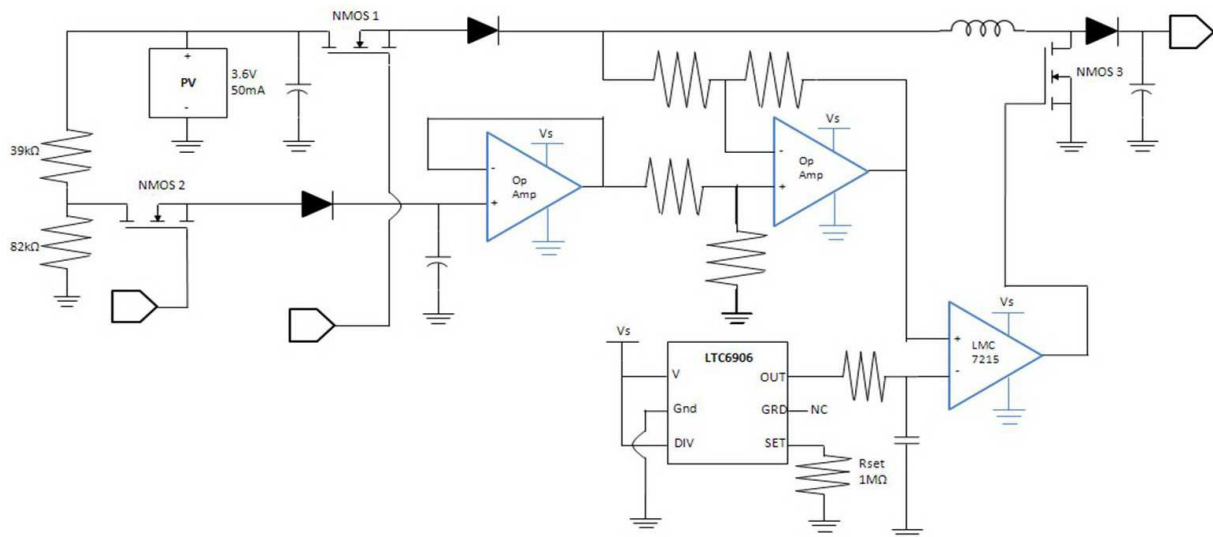 NMOS 1
PV
+
-
3.6V
50mA
NMOS 3
39kΩ
NMOS 2
82kΩ
Vs
-
+
Op
Amp
Vs
-
+
Op
Amp
Vs
+
-
LMC
7215
Vs
LTC6906
V
Gnd
DIV
OUT
GRD
SET
NC
Rset
1MΩ